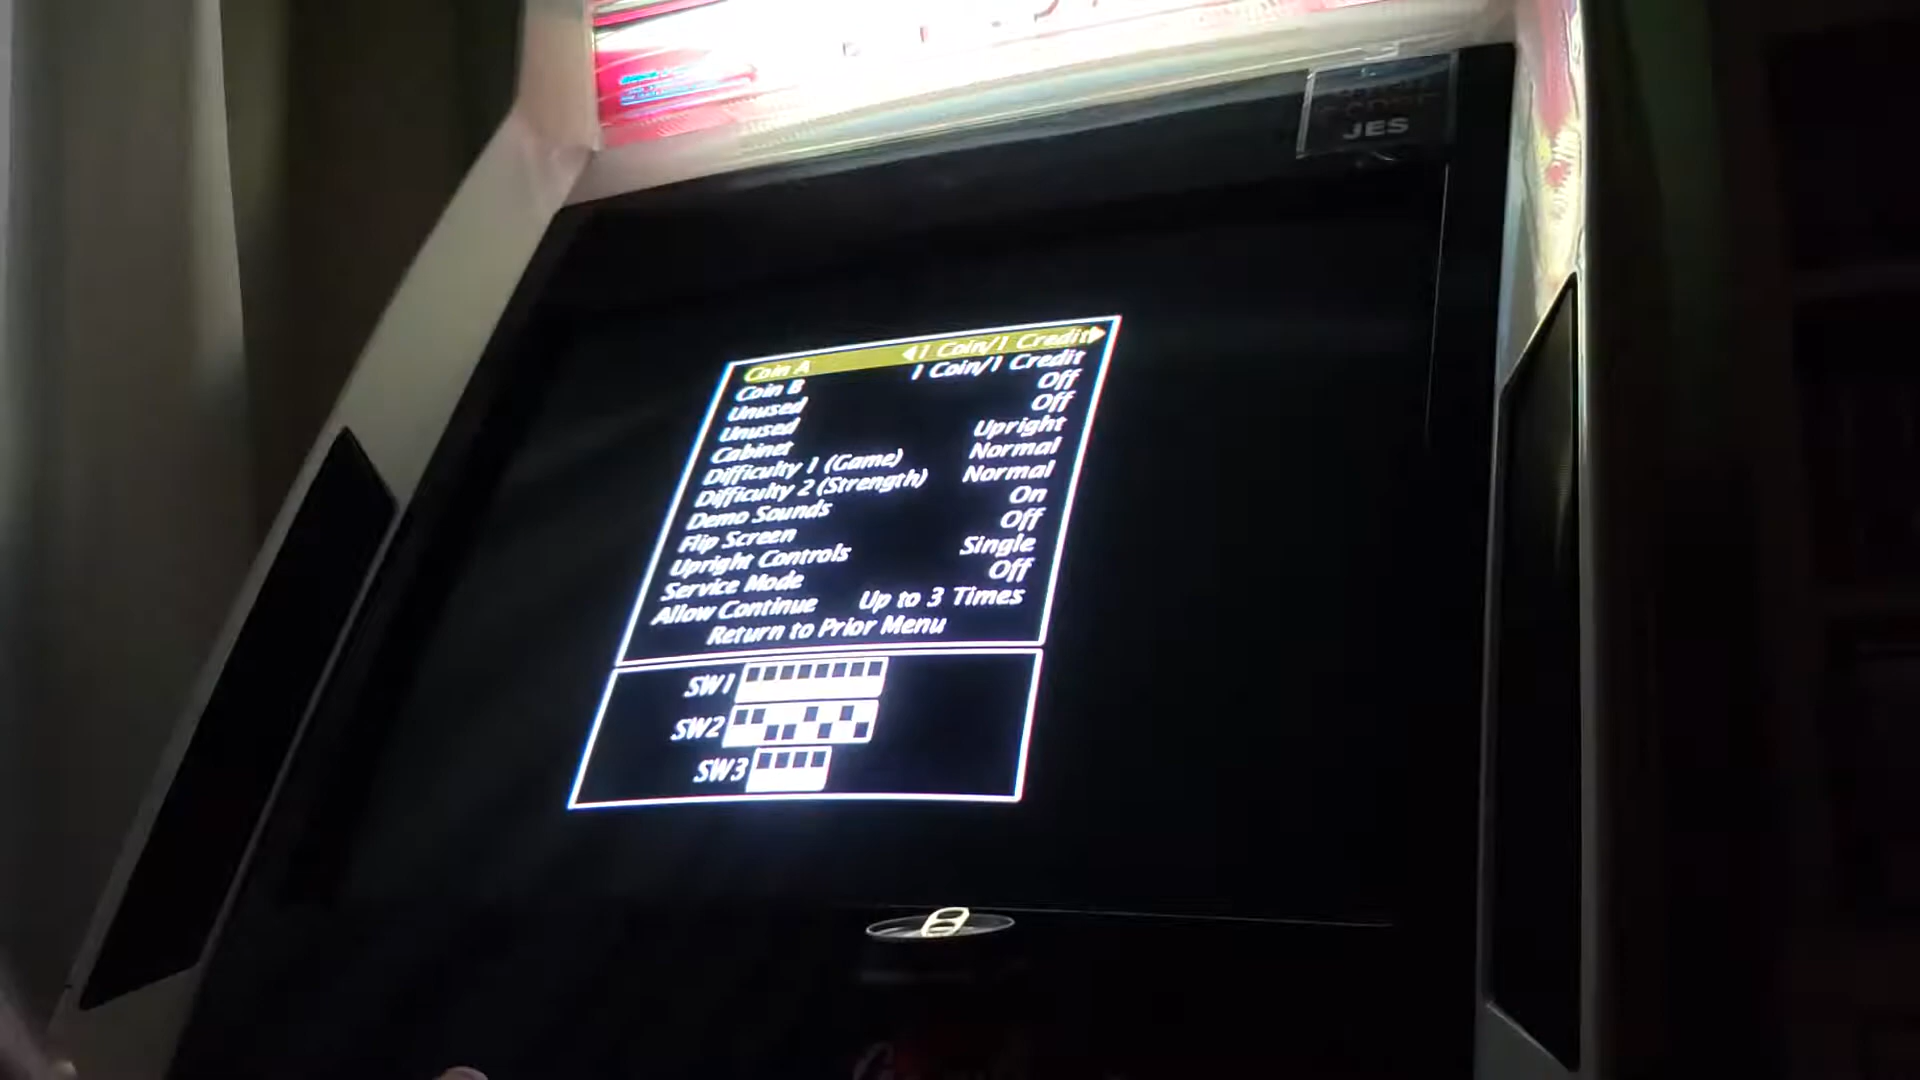 JES
Coin A ◀1 Coin/1 Credit▶
Coin B 1 Coin/1 Credit
Unused Off
Unused Off
Cabinet Upright
Difficulty 1 (Game) Normal
Difficulty 2 (Strength) Normal
Demo Sounds On
Flip Screen Off
Upright Controls Single
Service Mode Off
Allow Continue Up to 3 Times
Return to Prior Menu
SW1
SW2
SW3